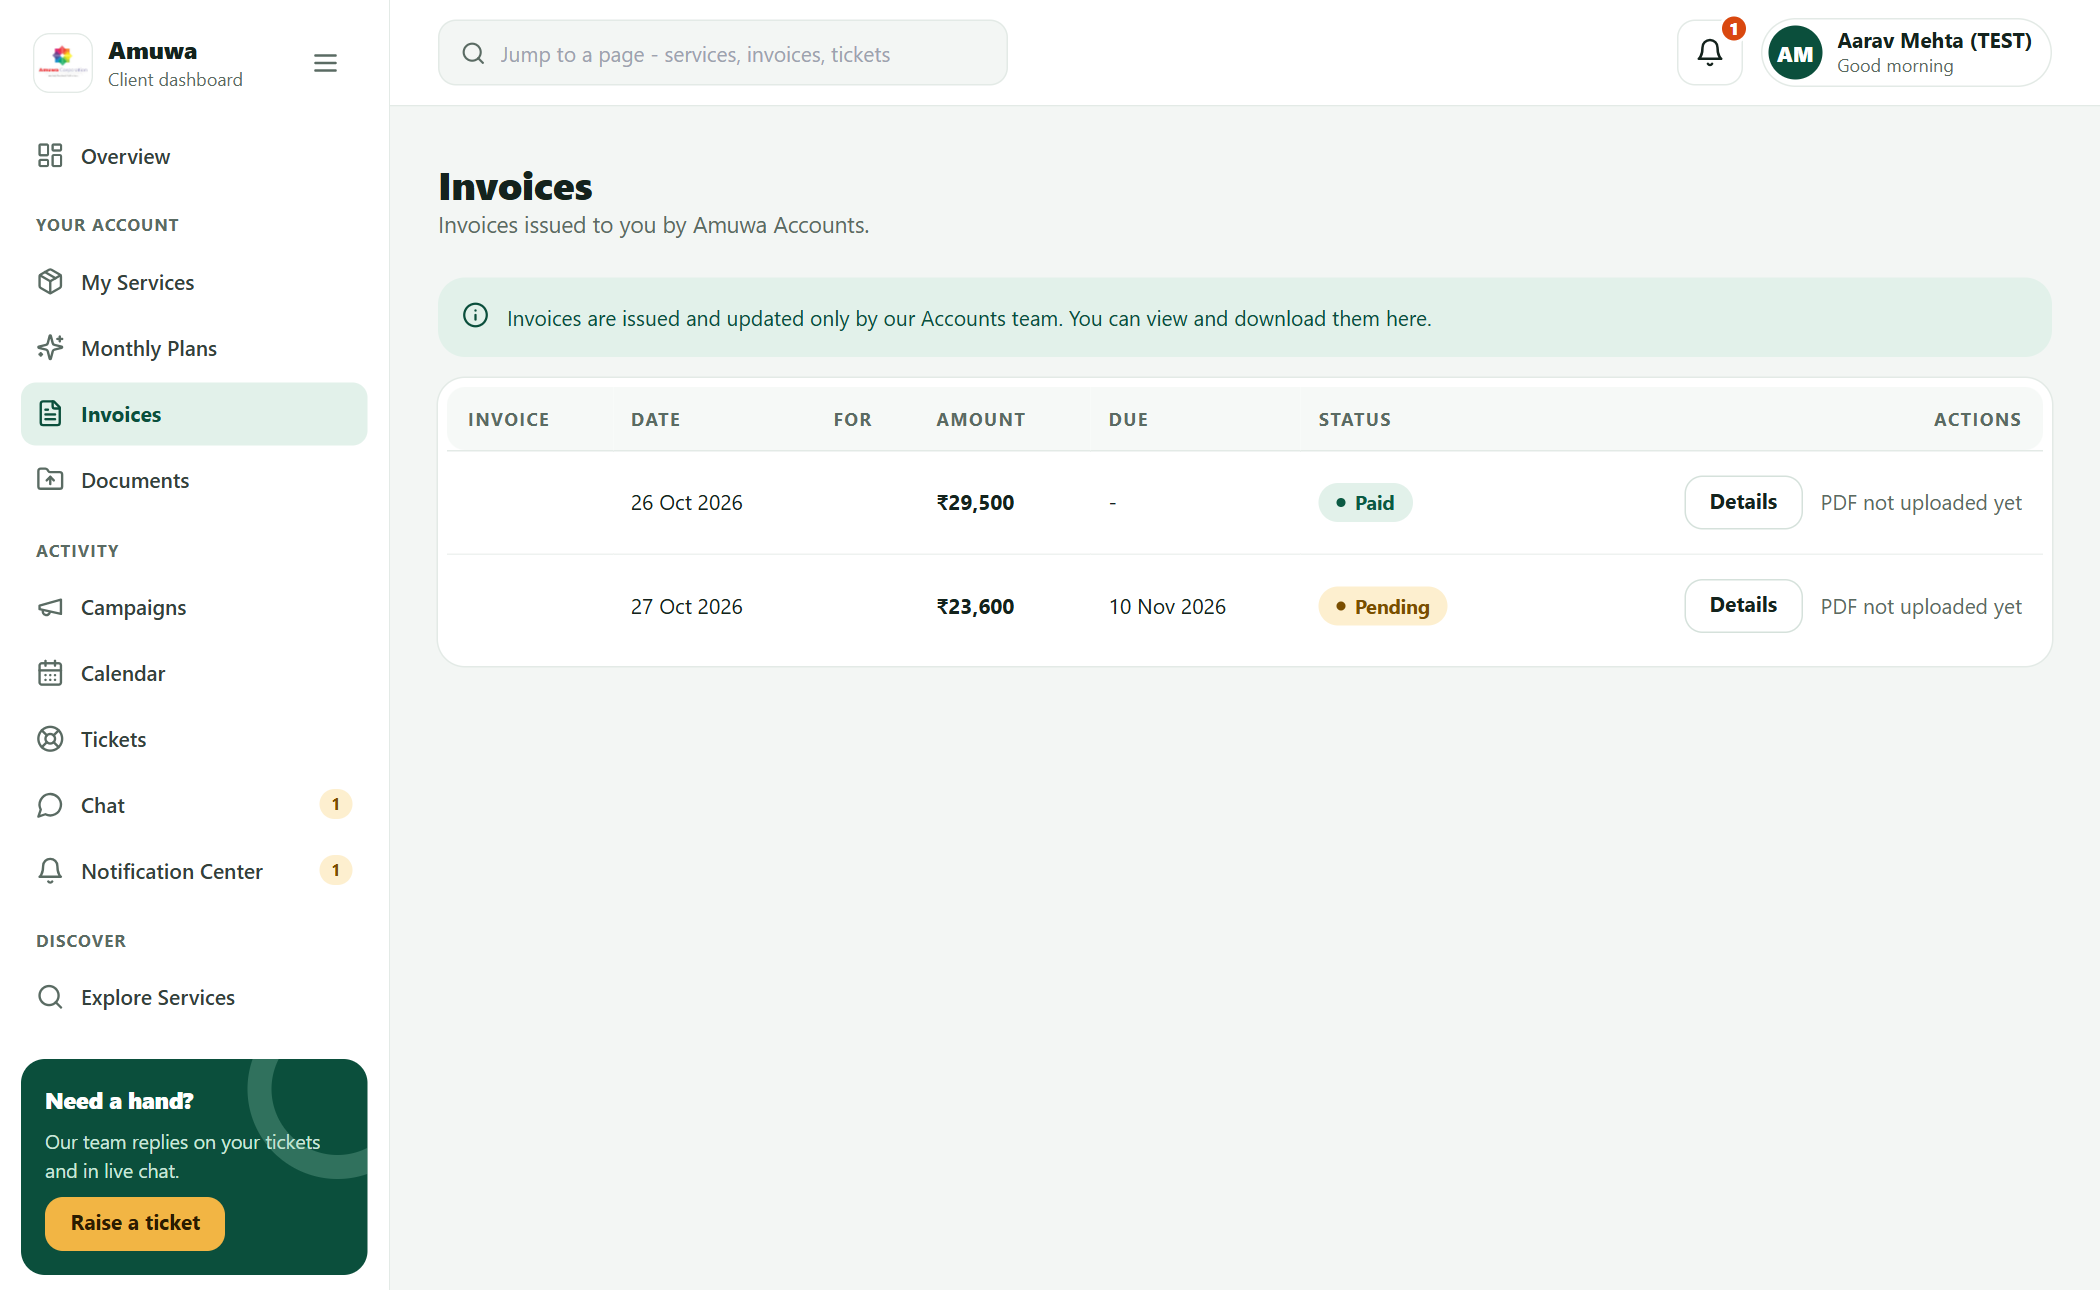 Amuwa
Client dashboard
Overview
YOUR ACCOUNT
My Services
Monthly Plans
Invoices
Documents
ACTIVITY
Campaigns
Calendar
Tickets
Chat 1
Notification Center 1
DISCOVER
Explore Services
Need a hand?
Our team replies on your tickets
and in live chat.
Raise a ticket
Jump to a page - services, invoices, tickets
1
AM
Aarav Mehta (TEST)
Good morning
Invoices
Invoices issued to you by Amuwa Accounts.
Invoices are issued and updated only by our Accounts team. You can view and download them here.
INVOICE DATE FOR AMOUNT DUE STATUS ACTIONS
26 Oct 2026 ₹29,500 - Paid Details PDF not uploaded yet
27 Oct 2026 ₹23,600 10 Nov 2026 Pending Details PDF not uploaded yet